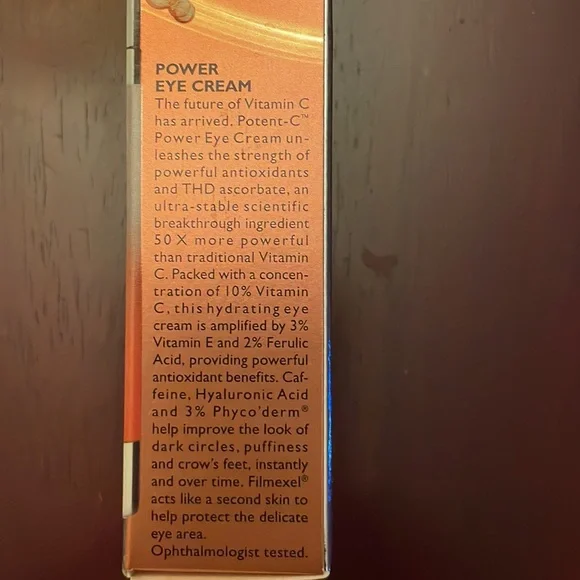 POWER
EYE CREAM
The future of Vitamin C
has arrived. Potent-C™
Power Eye Cream un-
leashes the strength of
powerful antioxidants
and THD ascorbate, an
ultra-stable scientific
breakthrough ingredient
50 X more powerful
than traditional Vitamin
C. Packed with a concen-
tration of 10% Vitamin
C, this hydrating eye
cream is amplified by 3%
Vitamin E and 2% Ferulic
Acid, providing powerful
antioxidant benefits. Caf-
feine, Hyaluronic Acid
and 3% Phyco'derm®
help improve the look of
dark circles, puffiness
and crow's feet, instantly
and over time. Filmexel®
acts like a second skin to
help protect the delicate
eye area.
Ophthalmologist tested.